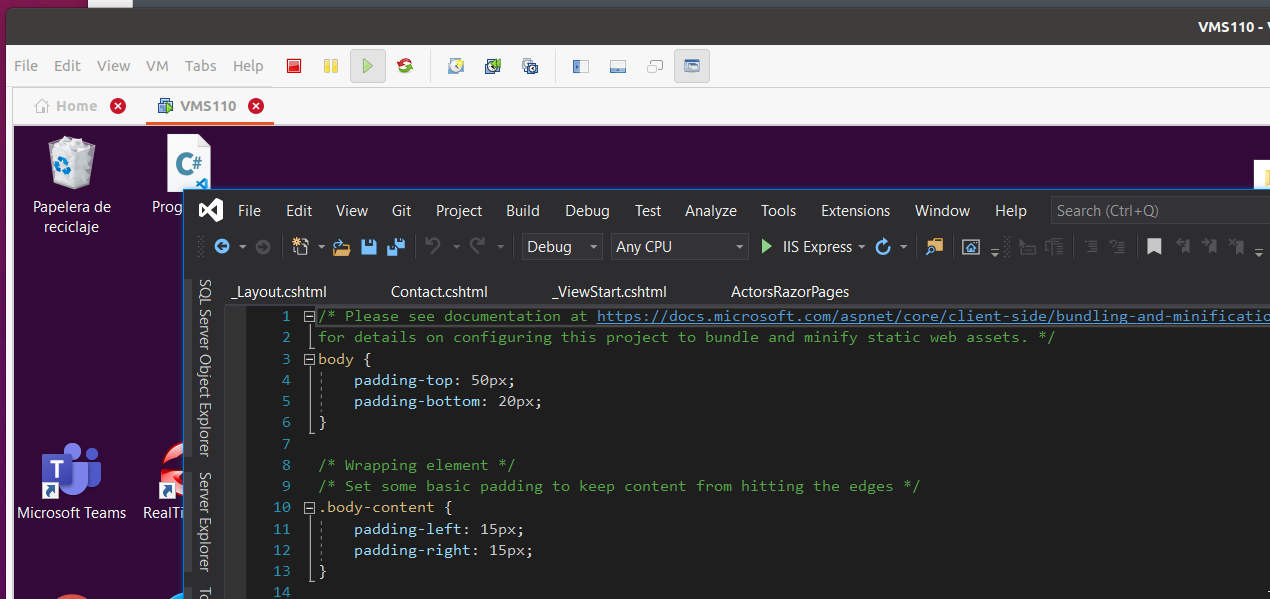 VMS110 -
File Edit View VM Tabs Help
Home VMS110
Papelera de
reciclaje
C#
Prog
File Edit View Git Project Build Debug Test Analyze Tools Extensions Window Help Search (Ctrl+Q)
Debug Any CPU IIS Express
SQL Server Object Explorer
Server Explorer
_Layout.cshtml Contact.cshtml _ViewStart.cshtml ActorsRazorPages
1 /* Please see documentation at https://docs.microsoft.com/aspnet/core/client-side/bundling-and-minificatio
2 for details on configuring this project to bundle and minify static web assets. */
3 body {
4 padding-top: 50px;
5 padding-bottom: 20px;
6 }
7
8 /* Wrapping element */
9 /* Set some basic padding to keep content from hitting the edges */
10 .body-content {
11 padding-left: 15px;
12 padding-right: 15px;
13 }
14
T
Microsoft Teams
RealTi